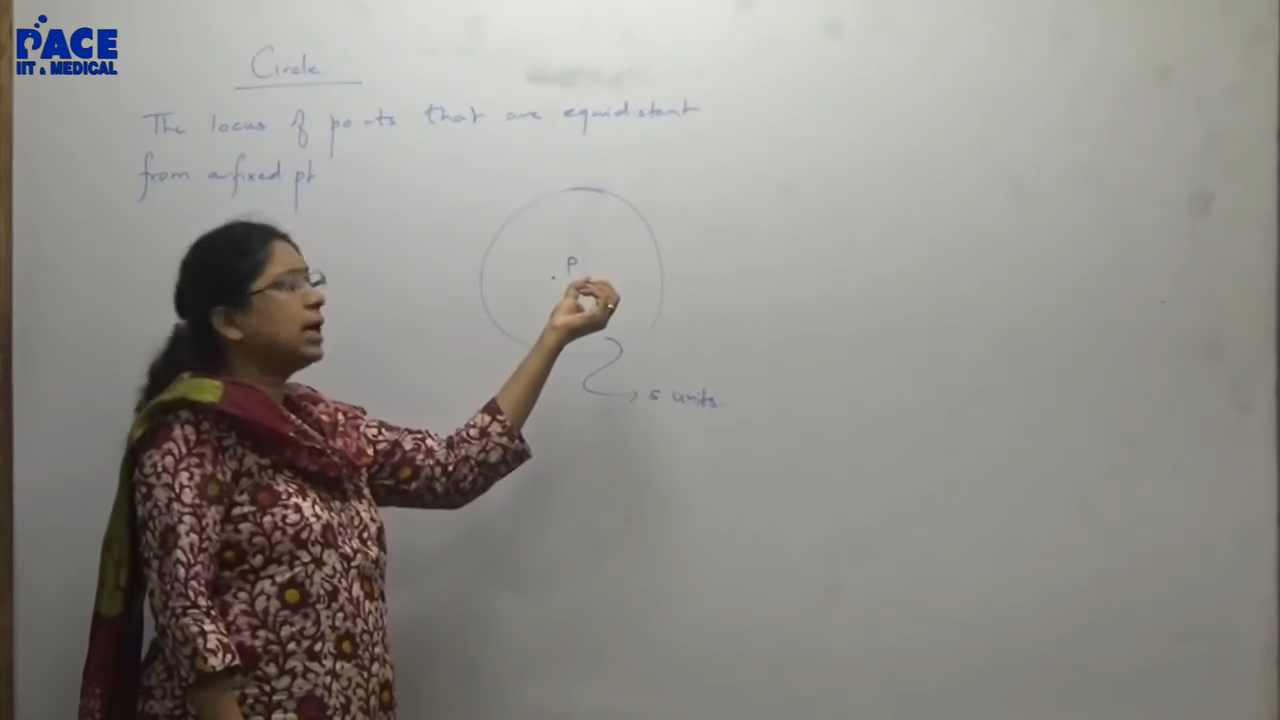 PACE
IIT & MEDICAL
Circle
The locus of points that are equidistant
from a fixed pt
P
5 units